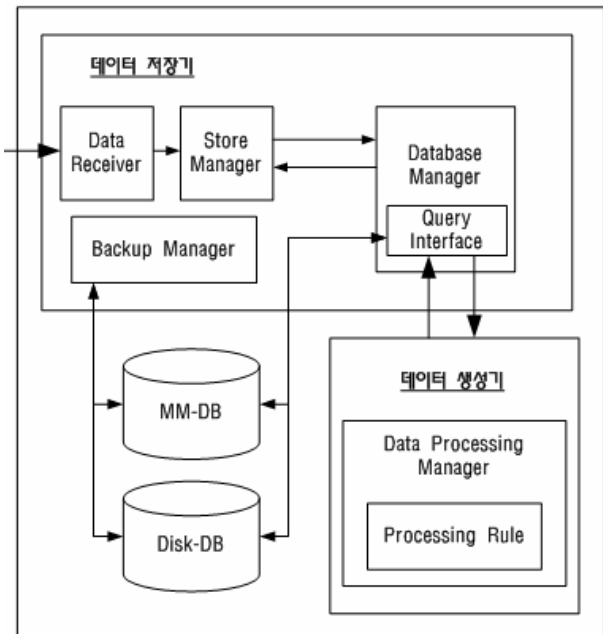 데이터 저장기
Data
Receiver
Store
Manager
Database
Manager
Query
Interface
Backup Manager
MM-DB
Disk-DB
데이터 생성기
Data Processing
Manager
Processing Rule